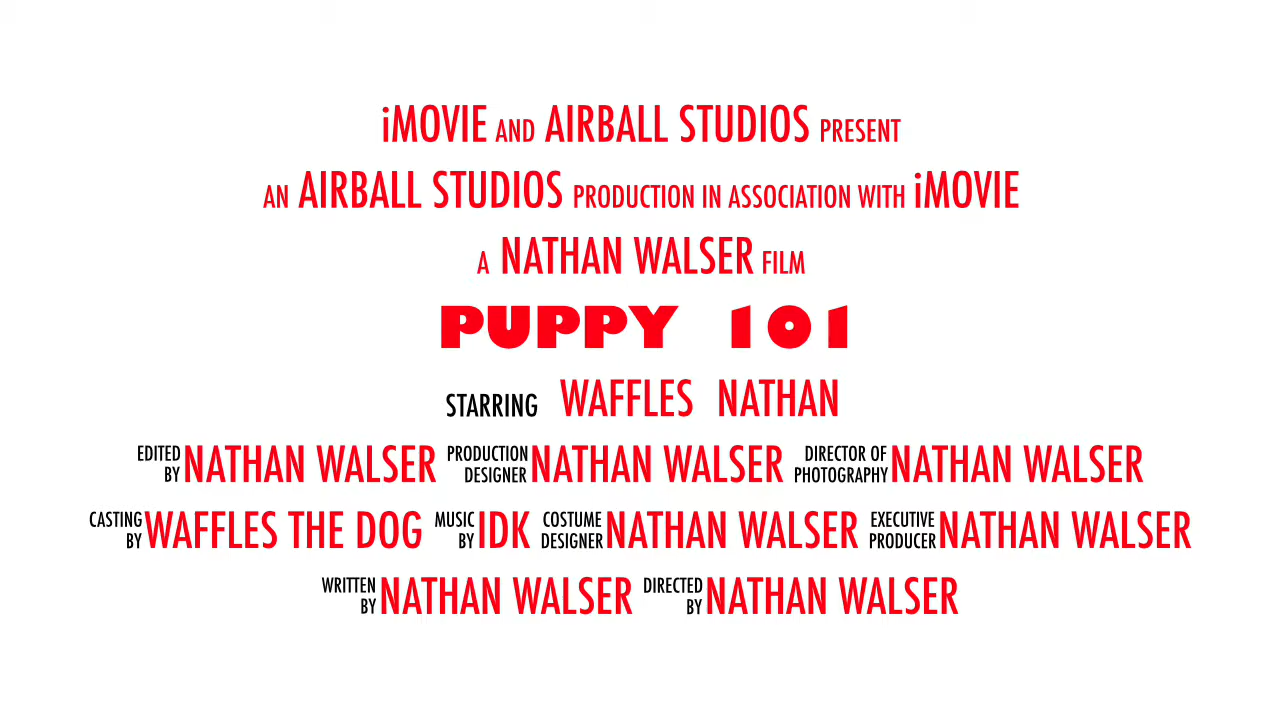 iMOVIE AND AIRBALL STUDIOS PRESENT
AN AIRBALL STUDIOS PRODUCTION IN ASSOCIATION WITH iMOVIE
A NATHAN WALSER FILM
PUPPY 101
STARRING WAFFLES NATHAN
EDITED BY NATHAN WALSER PRODUCTION DESIGNER NATHAN WALSER DIRECTOR OF PHOTOGRAPHY NATHAN WALSER
CASTING BY WAFFLES THE DOG MUSIC BY IDK COSTUME DESIGNER NATHAN WALSER EXECUTIVE PRODUCER NATHAN WALSER
WRITTEN BY NATHAN WALSER DIRECTED BY NATHAN WALSER